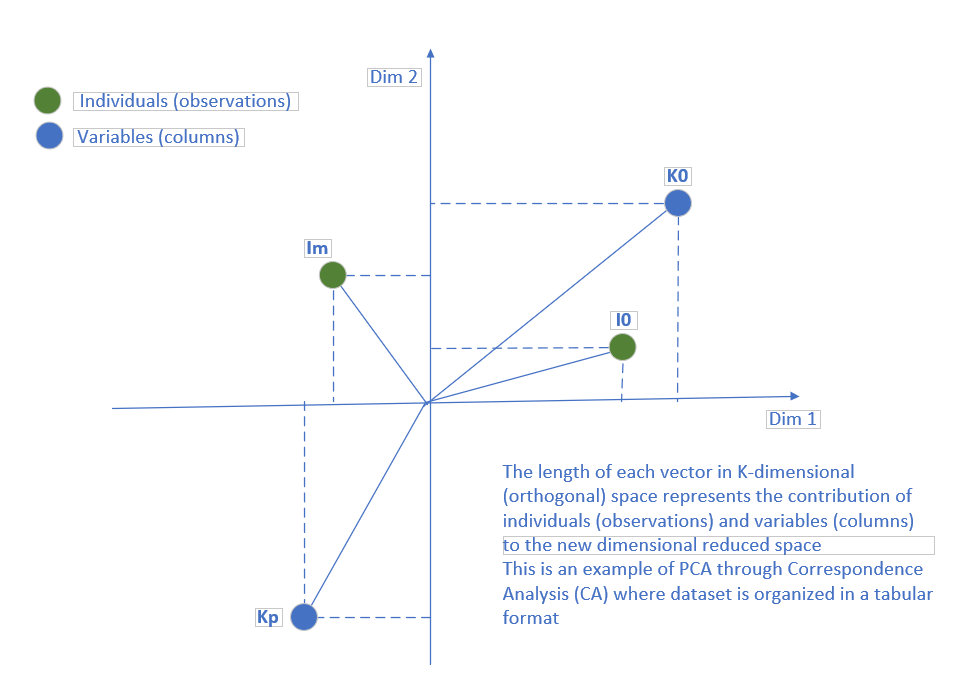 Dim 2
Individuals (observations)
Variables (columns)
K0
Im
I0
Dim 1
The length of each vector in K-dimensional
(orthogonal) space represents the contribution of
individuals (observations) and variables (columns)
to the new dimensional reduced space
This is an example of PCA through Correspondence
Analysis (CA) where dataset is organized in a tabular
format
Kp